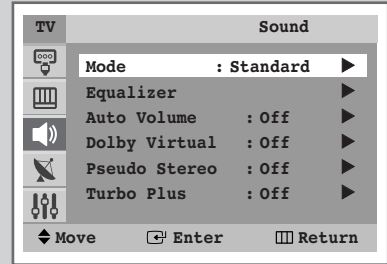 TV Sound
Mode : Standard
Equalizer
Auto Volume : Off
Dolby Virtual : Off
Pseudo Stereo : Off
Turbo Plus : Off
Move Enter Return